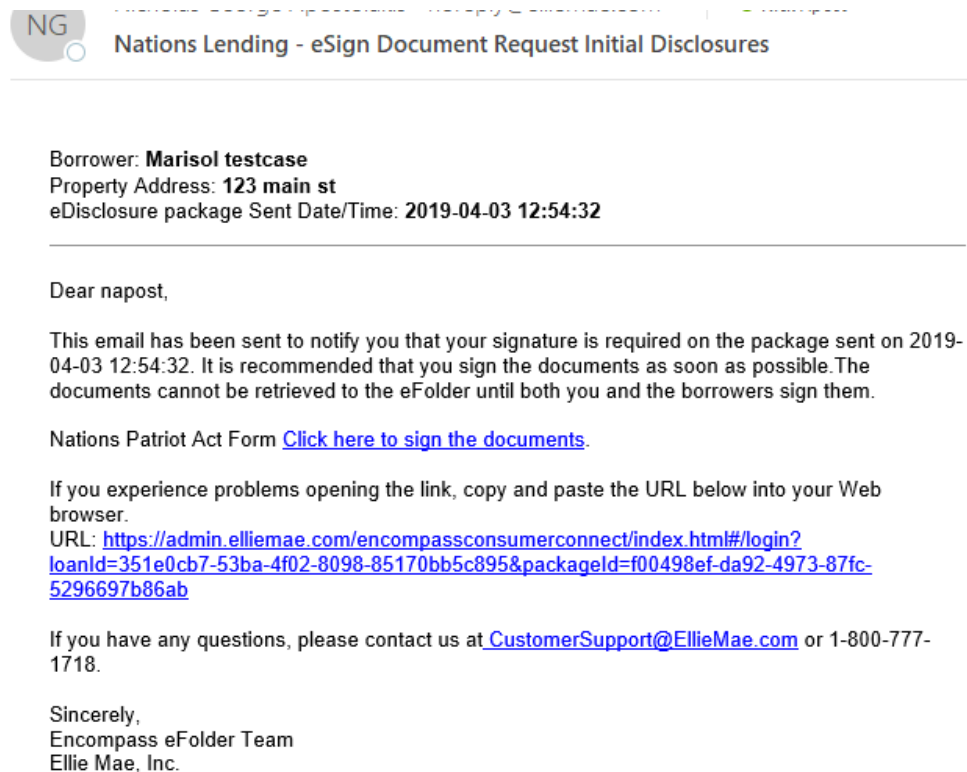 NG
Nations Lending - eSign Document Request Initial Disclosures
Borrower: Marisol testcase
Property Address: 123 main st
eDisclosure package Sent Date/Time: 2019-04-03 12:54:32
Dear napost,
This email has been sent to notify you that your signature is required on the package sent on 2019-
04-03 12:54:32. It is recommended that you sign the documents as soon as possible.The
documents cannot be retrieved to the eFolder until both you and the borrowers sign them.
Nations Patriot Act Form Click here to sign the documents.
If you experience problems opening the link, copy and paste the URL below into your Web
browser.
URL: https://admin.elliemae.com/encompassconsumerconnect/index.html#/login?
loanId=351e0cb7-53ba-4f02-8098-85170bb5c895&packageId=f00498ef-da92-4973-87fc-
5296697b86ab
If you have any questions, please contact us at CustomerSupport@EllieMae.com or 1-800-777-
1718.
Sincerely,
Encompass eFolder Team
Ellie Mae, Inc.